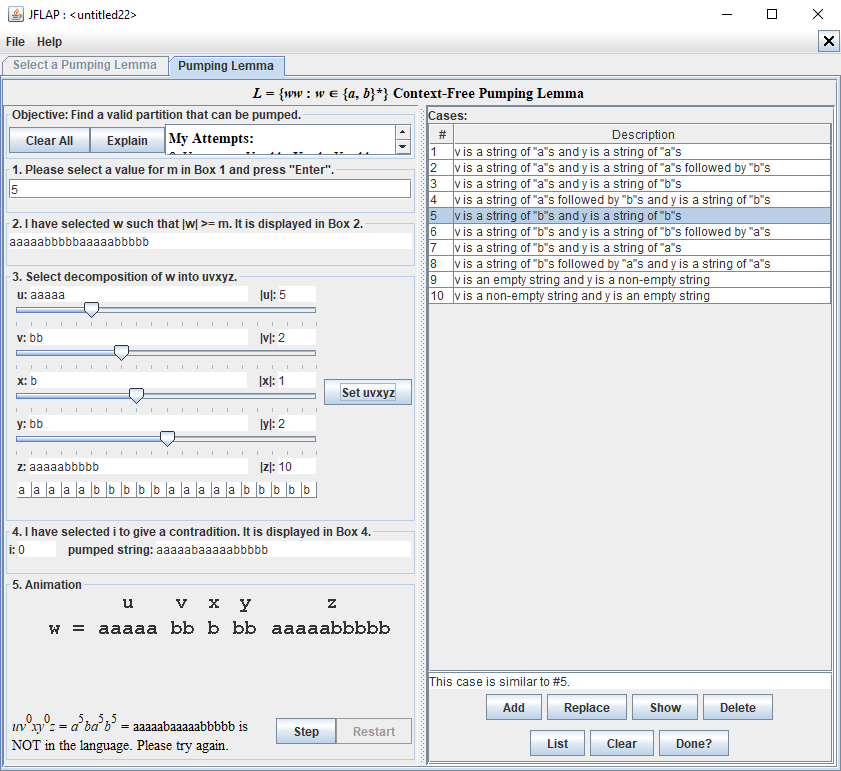 JFLAP : <untitled22>
File Help
Select a Pumping Lemma Pumping Lemma
L = {ww : w ∈ {a, b}*} Context-Free Pumping Lemma
Objective: Find a valid partition that can be pumped.
Clear All Explain My Attempts:
1. Please select a value for m in Box 1 and press "Enter".
5
2. I have selected w such that |w| >= m. It is displayed in Box 2.
aaaaabbbbbaaaaabbbbb
3. Select decomposition of w into uvxyz.
u: aaaaa |u|: 5
v: bb |v|: 2
x: b |x|: 1
Set uvxyz
y: bb |y|: 2
z: aaaaabbbbb |z|: 10
a a a a a b b b b b a a a a a b b b b b
4. I have selected i to give a contradition. It is displayed in Box 4.
i: 0 pumped string: aaaaabaaaaabbbbb
5. Animation
u v x y z
w = aaaaa bb b bb aaaaabbbbb
uv⁰xy⁰z = a⁵ba⁵b⁵ = aaaaabaaaaabbbbb is
NOT in the language. Please try again.
Step Restart
Cases:
# Description
1 v is a string of "a"s and y is a string of "a"s
2 v is a string of "a"s and y is a string of "a"s followed by "b"s
3 v is a string of "a"s and y is a string of "b"s
4 v is a string of "a"s followed by "b"s and y is a string of "b"s
5 v is a string of "b"s and y is a string of "b"s
6 v is a string of "b"s and y is a string of "b"s followed by "a"s
7 v is a string of "b"s and y is a string of "a"s
8 v is a string of "b"s followed by "a"s and y is a string of "a"s
9 v is an empty string and y is a non-empty string
10 v is a non-empty string and y is an empty string
This case is similar to #5.
Add Replace Show Delete
List Clear Done?